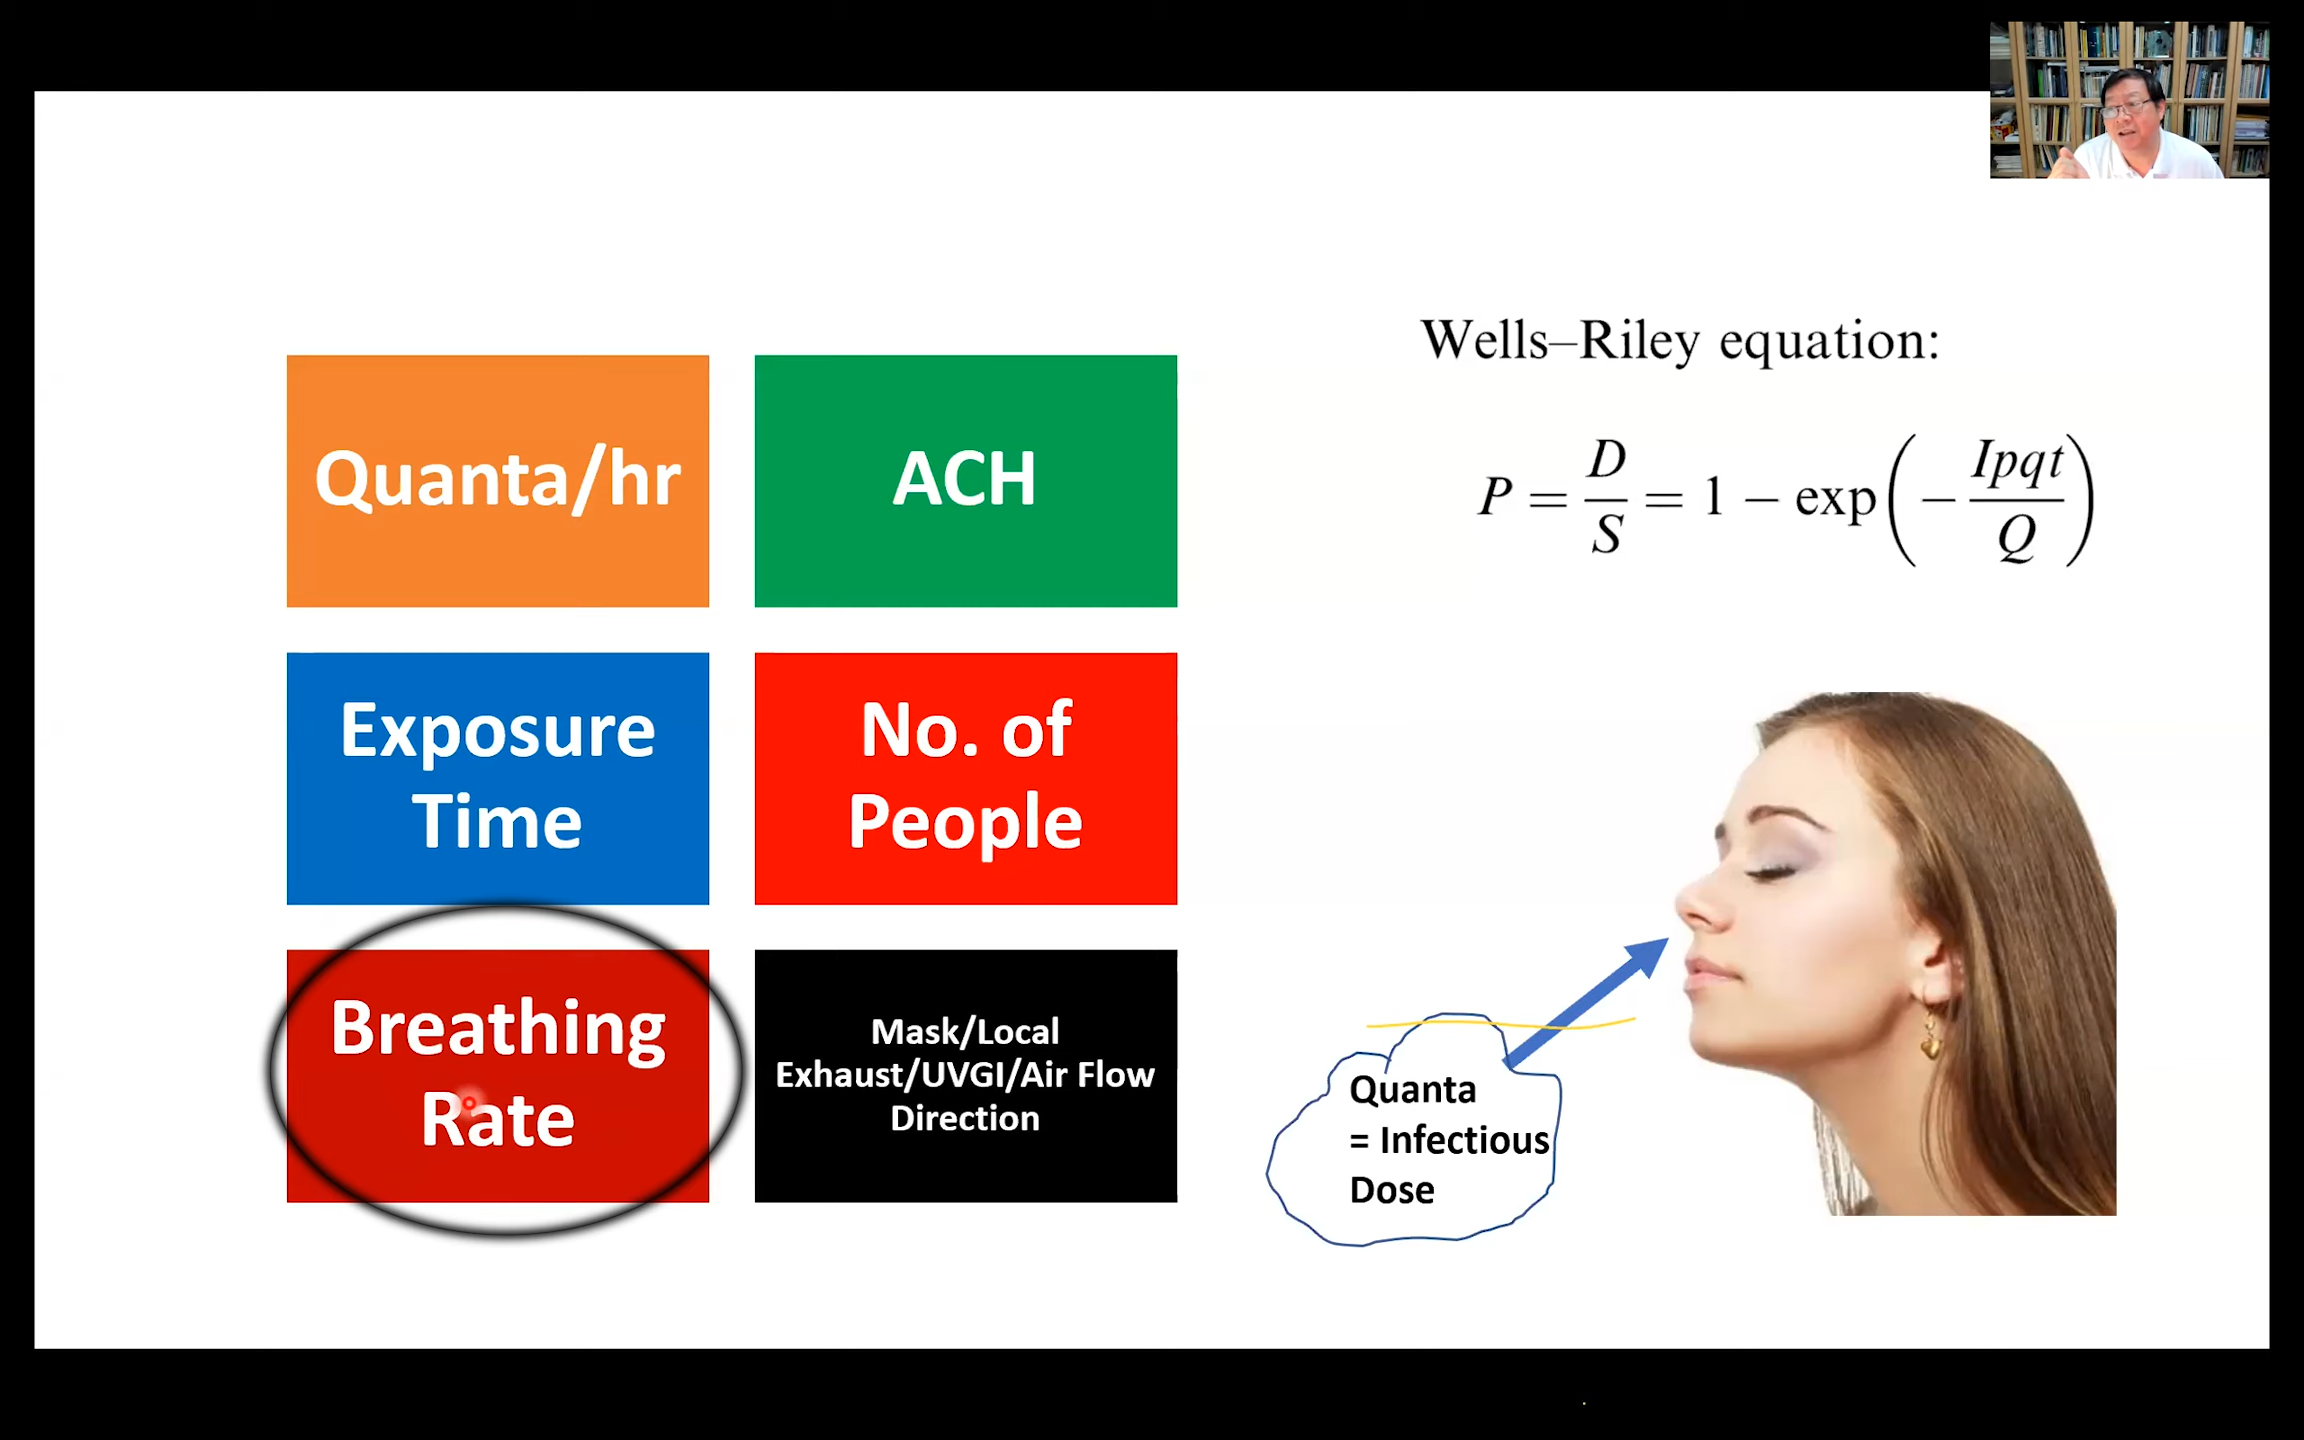 Quanta/hr
ACH
Exposure
Time
No. of
People
Breathing
Rate
Mask/Local
Exhaust/UVGI/Air Flow
Direction
Wells–Riley equation:
P = D/S = 1 − exp(−Ipqt/Q)
Quanta
= Infectious
Dose